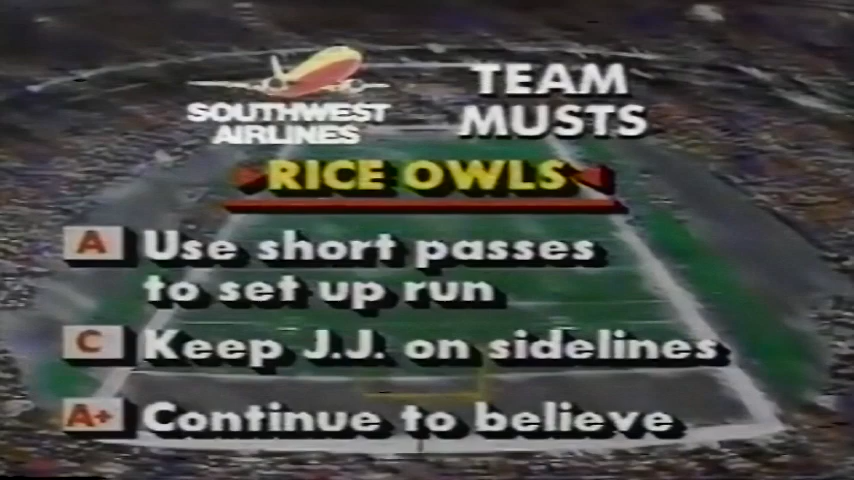 SOUTHWEST
AIRLINES
TEAM
MUSTS
RICE OWLS
A Use short passes
to set up run
C Keep J.J. on sidelines
A+ Continue to believe